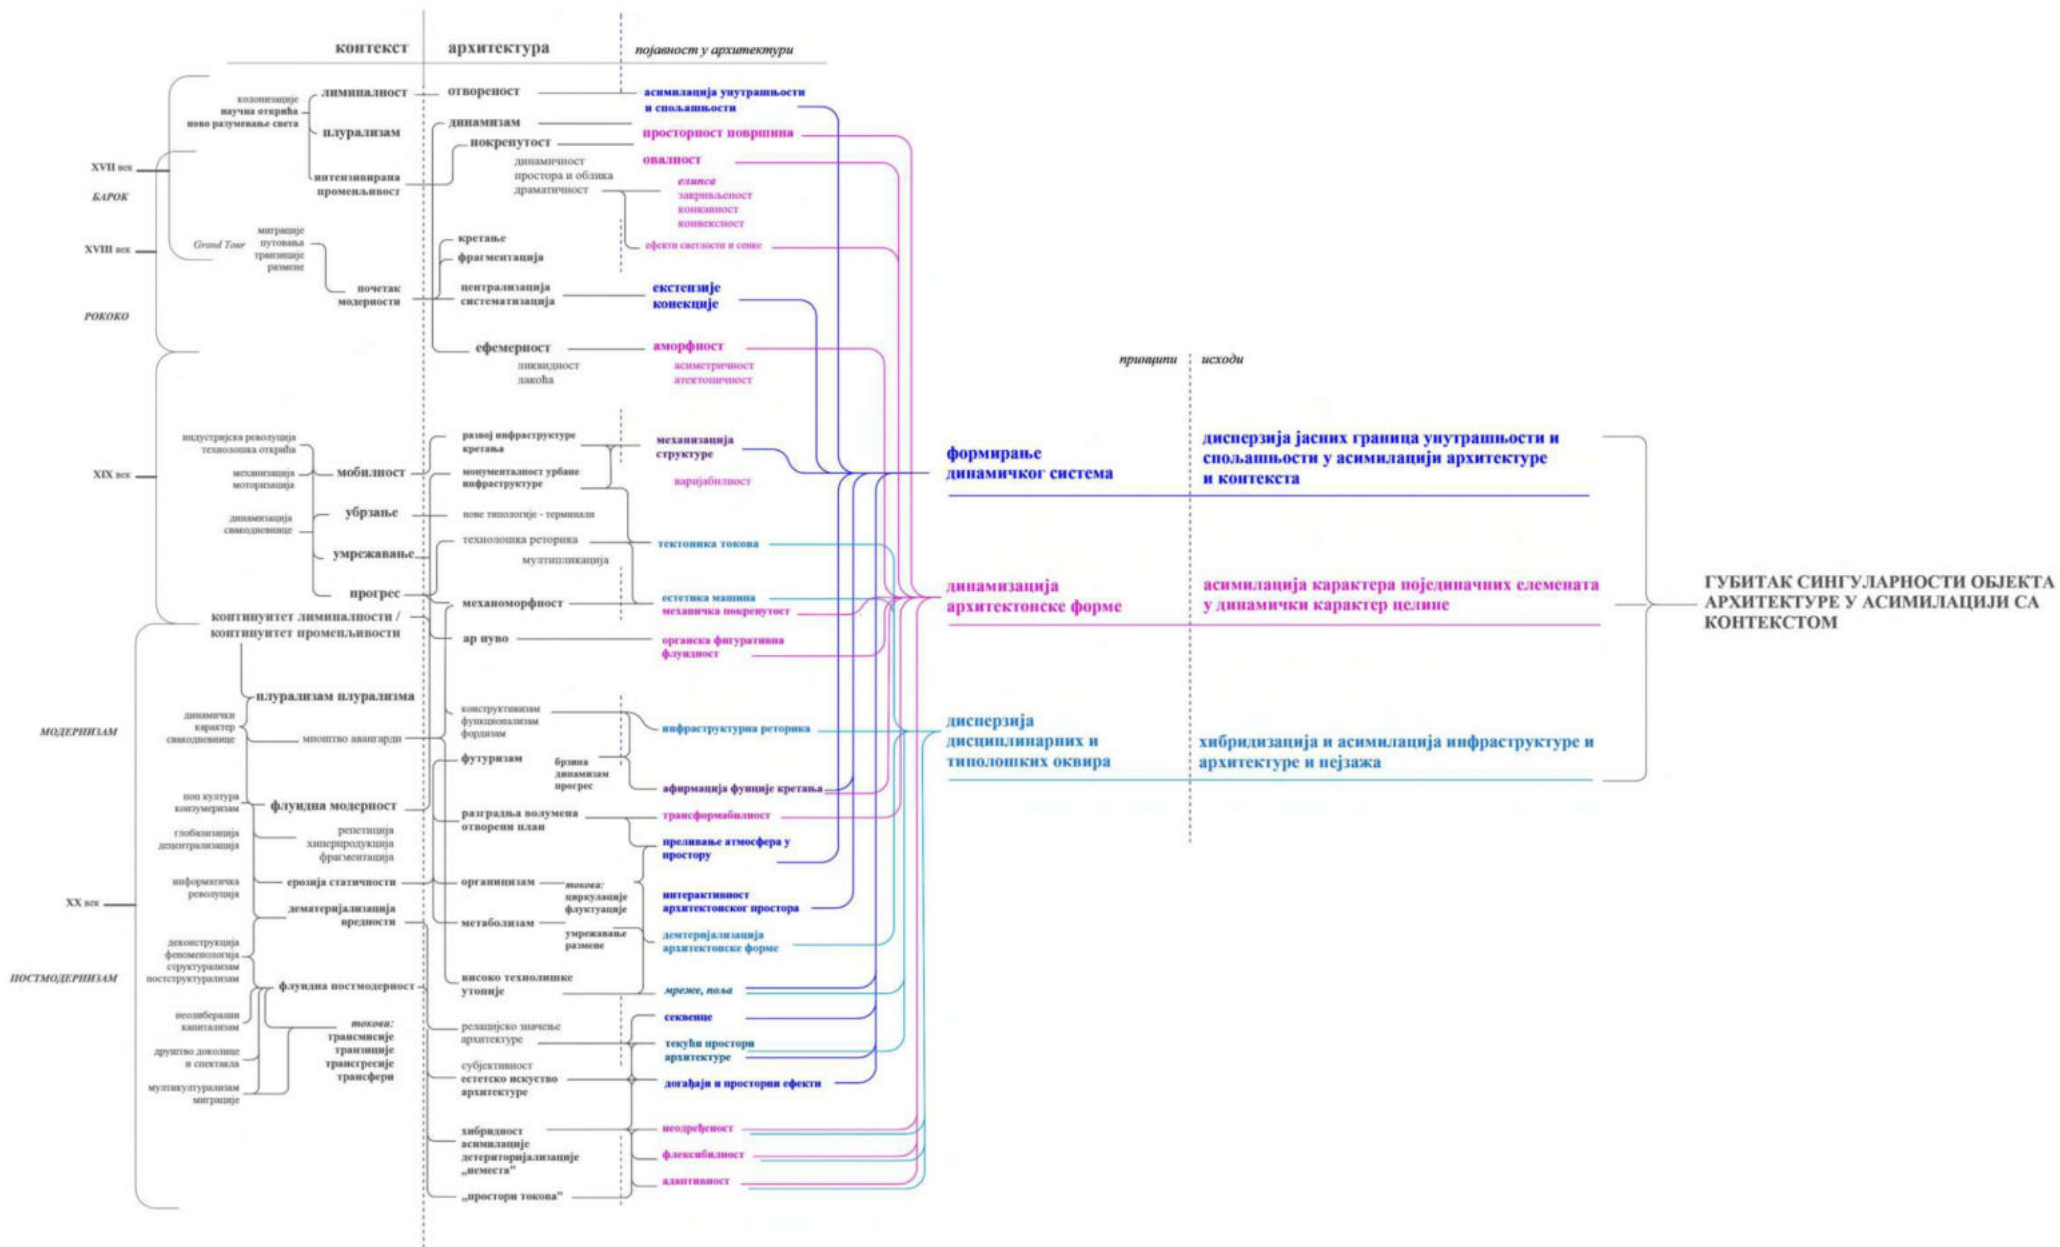 контекст
архитектура
појавност у архитектури
колонизације
научна открића
ново разумевање света
лиминалност
плурализам
интензивирана
променљивост
XVII век
БАРОК
XVIII век
РОКОКО
Grand Tour
миграције
путовања
транзиције
размене
почетак
модерности
отвореност
динамизам
покренутост
динамичност
простора и облика
драматичност
кретање
фрагментација
централизација
систематизација
ефемерност
ликвидност
лакоћа
асимилација унутрашњости
и спољашњости
просторност површина
овалност
елипса
закривљеност
конкавност
конвексност
ефекти светлости и сенке
екстензије
конекције
аморфност
асиметричност
атектоничност
XIX век
индустријска револуција
технолошка открића
механизација
моторизација
динамизација
свакодневнице
мобилност
убрзање
умрежавање
прогрес
континуитет лиминалности /
континуитет променљивости
развој инфраструктуре
кретања
монументалност урбане
инфраструктуре
нове типологије - терминали
технолошка реторика
мултипликација
механоморфност
ар нуво
механизација
структуре
варијабилност
тектоника токова
естетика машина
механичка покренутост
органска фигуративна
флуидност
МОДЕРНИЗАМ
XX век
ПОСТМОДЕРНИЗАМ
плурализам плурализма
динамички
карактер
свакодневнице
мноштво авангарди
поп култура
конзумеризам
флуидна модерност
глобализација
децентрализација
репетиција
хиперпродукција
фрагментација
информатичка
револуција
ерозија статичности
дематеријализација
вредности
деконструкција
феноменологија
структурализам
постструктурализам
флуидна постмодерност
неолиберални
капитализам
друштво доколице
и спектакла
мултикултурализам
миграције
токови:
трансмисије
транзиције
трансгресије
трансфери
конструктивизам
функционализам
фордизам
футуризам
брзина
динамизам
прогрес
разградња волумена
отворени план
органицизам
токови:
циркулације
флуктуације
метаболизам
умрежавање
размене
високо технолишке
утопије
релацијско значење
архитектуре
субјективност
естетско искуство
архитектуре
хибридност
асимилације
детериторијализације
„неместа"
„простори токова"
инфраструктурна реторика
афирмација фунције кретања
трансформабилност
преливање атмосфера у
простору
интерактивност
архитектонског простора
демтеријализација
архитектонске форме
мреже, поља
секвенце
текући простори
архитектуре
догађаји и просторни ефекти
неодређеност
флексибилност
адаптивност
принципи
исходи
формирање
динамичког система
дисперзија јасних граница унутрашњости и
спољашњости у асимилацији архитектуре
и контекста
динамизација
архитектонске форме
асимилација карактера појединачних елемената
у динамички карактер целине
дисперзија
дисциплинарних и
типолошких оквира
хибридизација и асимилација инфраструктуре и
архитектуре и пејзажа
ГУБИТАК СИНГУЛАРНОСТИ ОБЈЕКТА
АРХИТЕКТУРЕ У АСИМИЛАЦИЈИ СА
КОНТЕКСТОМ